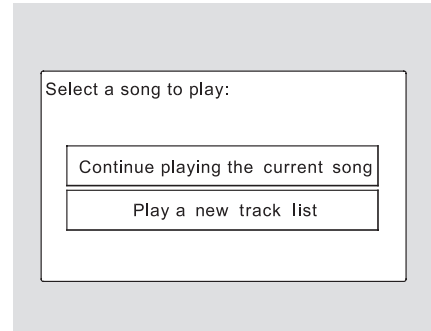 Select a song to play:
Continue playing the current song
Play a new track list